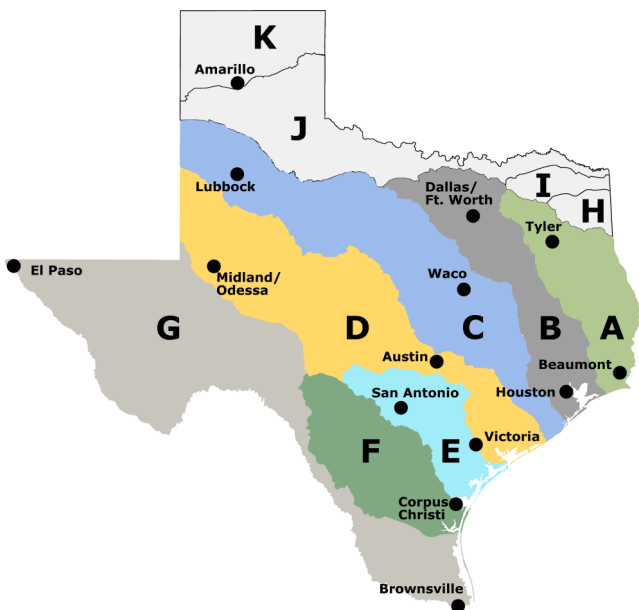 K
Amarillo
J
Lubbock
Dallas/
Ft. Worth
I
H
Tyler
El Paso
Midland/
Odessa
Waco
G
D
C
B
A
Austin
Beaumont
San Antonio
Houston
F
E
Victoria
Corpus
Christi
Brownsville